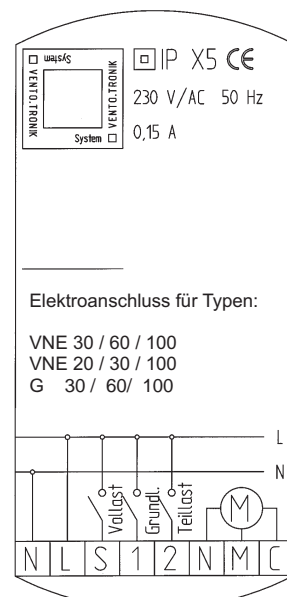 System
VENTO.TRONIK
VENTO.TRONIK
System
IP X5 CE
230 V/AC 50 Hz
0,15 A
Elektroanschluss für Typen:
VNE 30 / 60 / 100
VNE 20 / 30 / 100
G 30 / 60/ 100
L
N
Vollast
Grundl.
Teillast
M
N L S 1 2 N M C